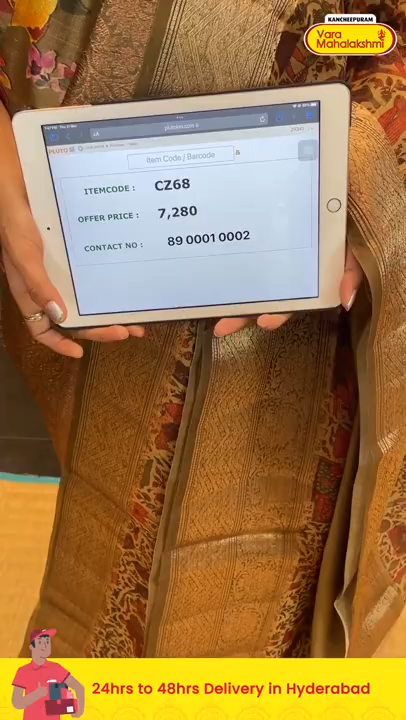 KANCHEEPURAM
Vara
Mahalakshmi
Item Code / Barcode
ITEMCODE : CZ68
OFFER PRICE : 7,280
CONTACT NO : 89 0001 0002
24hrs to 48hrs Delivery in Hyderabad